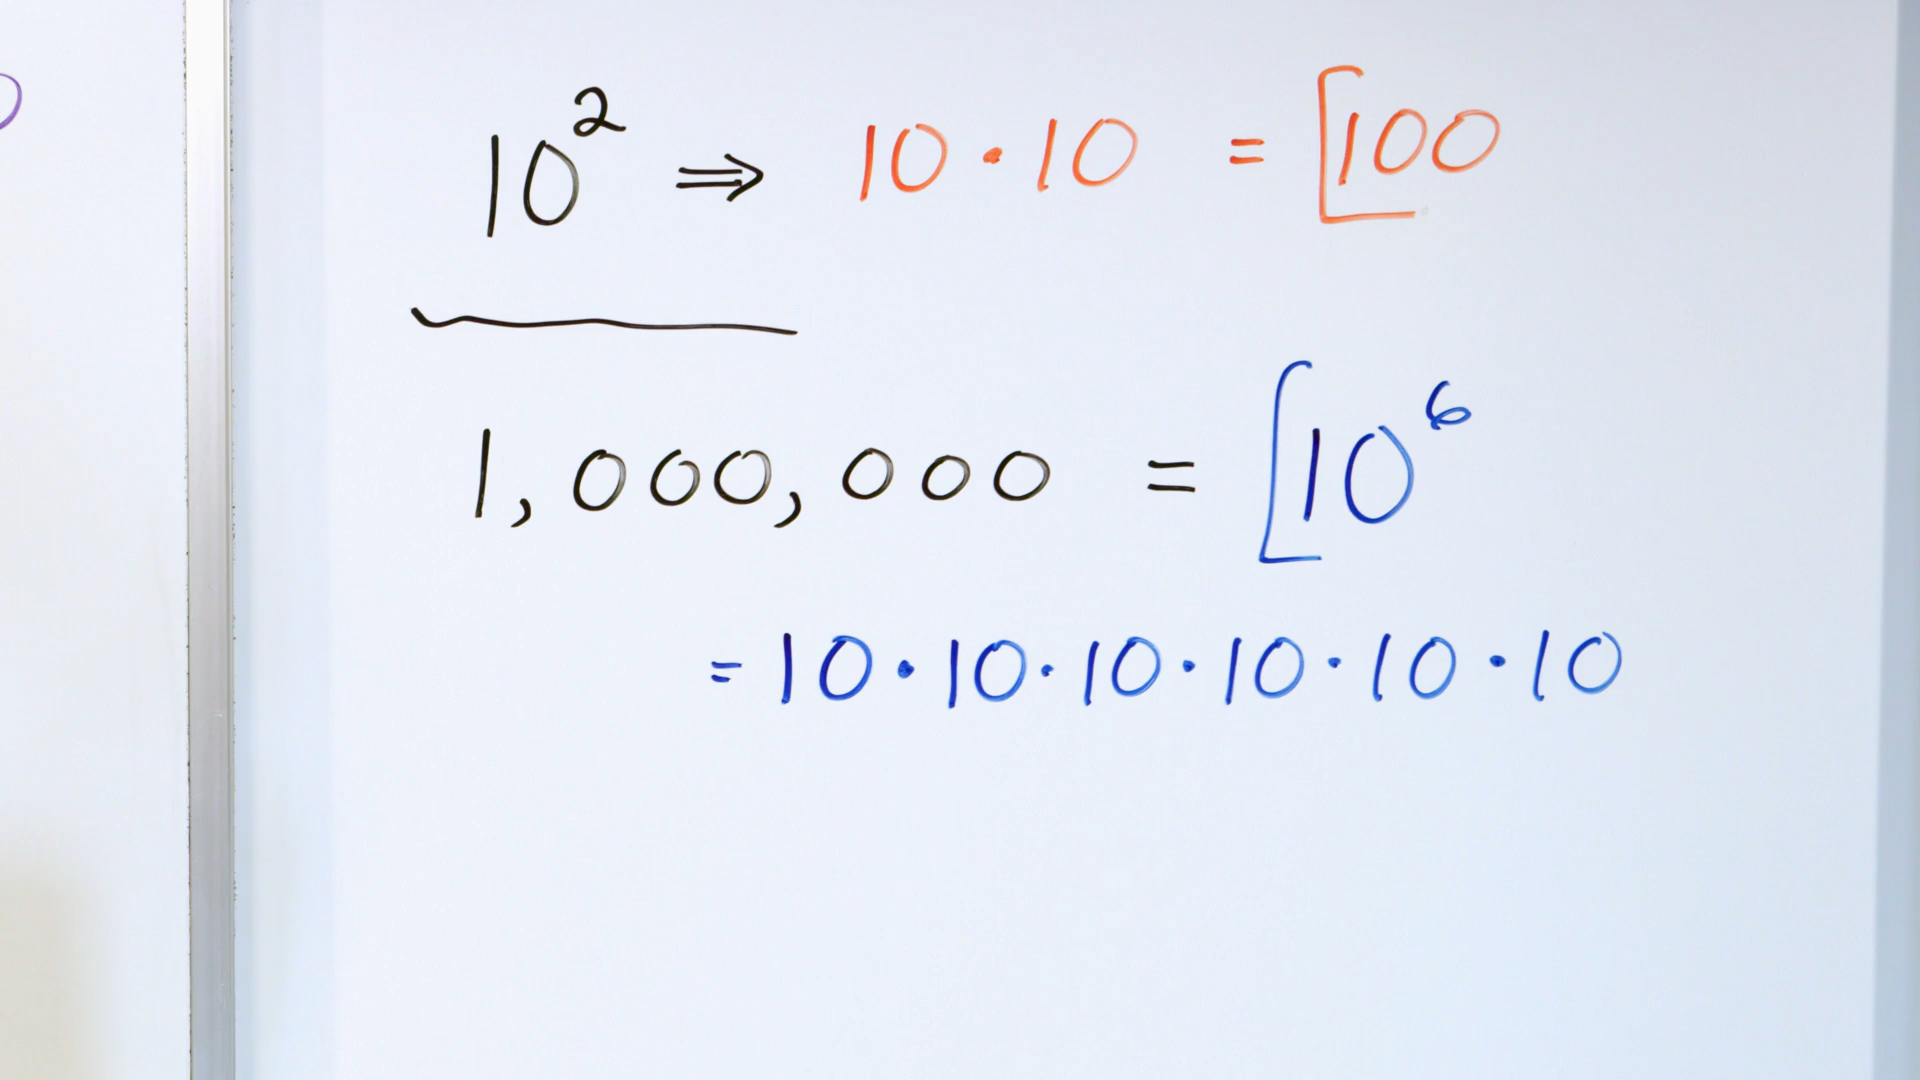 10² ⇒ 10 · 10 = [100
1,000,000 = [10⁶
= 10 · 10 · 10 · 10 · 10 · 10